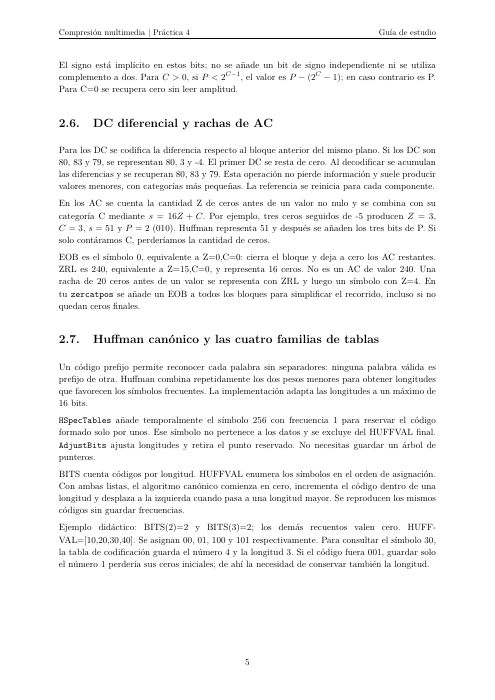 Compresión multimedia | Práctica 4 Guía de estudio
El signo está implícito en estos bits; no se añade un bit de signo independiente ni se utiliza
complemento a dos. Para C > 0, si P < 2^{C−1}, el valor es P − (2^C − 1); en caso contrario es P.
Para C=0 se recupera cero sin leer amplitud.
2.6. DC diferencial y rachas de AC
Para los DC se codifica la diferencia respecto al bloque anterior del mismo plano. Si los DC son
80, 83 y 79, se representan 80, 3 y -4. El primer DC se resta de cero. Al decodificar se acumulan
las diferencias y se recuperan 80, 83 y 79. Esta operación no pierde información y suele producir
valores menores, con categorías más pequeñas. La referencia se reinicia para cada componente.
En los AC se cuenta la cantidad Z de ceros antes de un valor no nulo y se combina con su
categoría C mediante s = 16Z + C. Por ejemplo, tres ceros seguidos de -5 producen Z = 3,
C = 3, s = 51 y P = 2 (010). Huffman representa 51 y después se añaden los tres bits de P. Si
solo contáramos C, perderíamos la cantidad de ceros.
EOB es el símbolo 0, equivalente a Z=0,C=0: cierra el bloque y deja a cero los AC restantes.
ZRL es 240, equivalente a Z=15,C=0, y representa 16 ceros. No es un AC de valor 240. Una
racha de 20 ceros antes de un valor se representa con ZRL y luego un símbolo con Z=4. En
tu zercatpos se añade un EOB a todos los bloques para simplificar el recorrido, incluso si no
quedan ceros finales.
2.7. Huffman canónico y las cuatro familias de tablas
Un código prefijo permite reconocer cada palabra sin separadores: ninguna palabra válida es
prefijo de otra. Huffman combina repetidamente los dos pesos menores para obtener longitudes
que favorecen los símbolos frecuentes. La implementación adapta las longitudes a un máximo de
16 bits.
HSpecTables añade temporalmente el símbolo 256 con frecuencia 1 para reservar el código
formado solo por unos. Ese símbolo no pertenece a los datos y se excluye del HUFFVAL final.
AdjustBits ajusta longitudes y retira el punto reservado. No necesitas guardar un árbol de
punteros.
BITS cuenta códigos por longitud. HUFFVAL enumera los símbolos en el orden de asignación.
Con ambas listas, el algoritmo canónico comienza en cero, incrementa el código dentro de una
longitud y desplaza a la izquierda cuando pasa a una longitud mayor. Se reproducen los mismos
códigos sin guardar frecuencias.
Ejemplo didáctico: BITS(2)=2 y BITS(3)=2; los demás recuentos valen cero. HUFF-
VAL=[10,20,30,40]. Se asignan 00, 01, 100 y 101 respectivamente. Para consultar el símbolo 30,
la tabla de codificación guarda el número 4 y la longitud 3. Si el código fuera 001, guardar solo
el número 1 perdería sus ceros iniciales; de ahí la necesidad de conservar también la longitud.
5